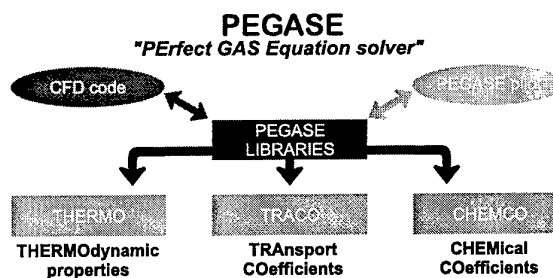 PEGASE
"PErfect GAS Equation solver"
CFD code
PEGASE
PEGASE
LIBRARIES
THERMO
TRACO
CHEMCO
THERMOdynamic
properties
TRAnsport
COefficients
CHEMical
COefficients